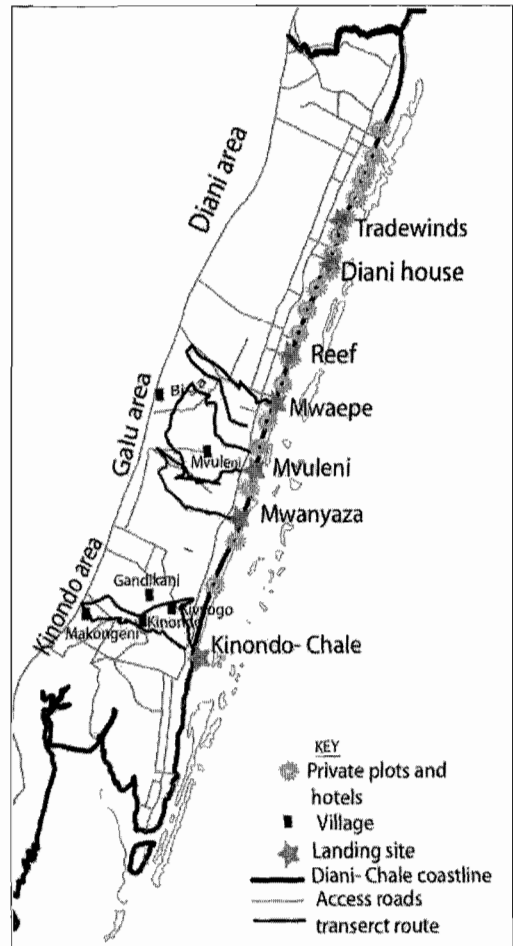 Diani area
Tradewinds
Diani house
Reef
Galu area
Mwaepe
Mvuleni
Mvuleni
Mwanyaza
Kinondo area
Gandikani
Kinondo
Makongeni
Kinondo- Chale
KEY
Private plots and
hotels
Village
Landing site
Diani- Chale coastline
Access roads
transerct route